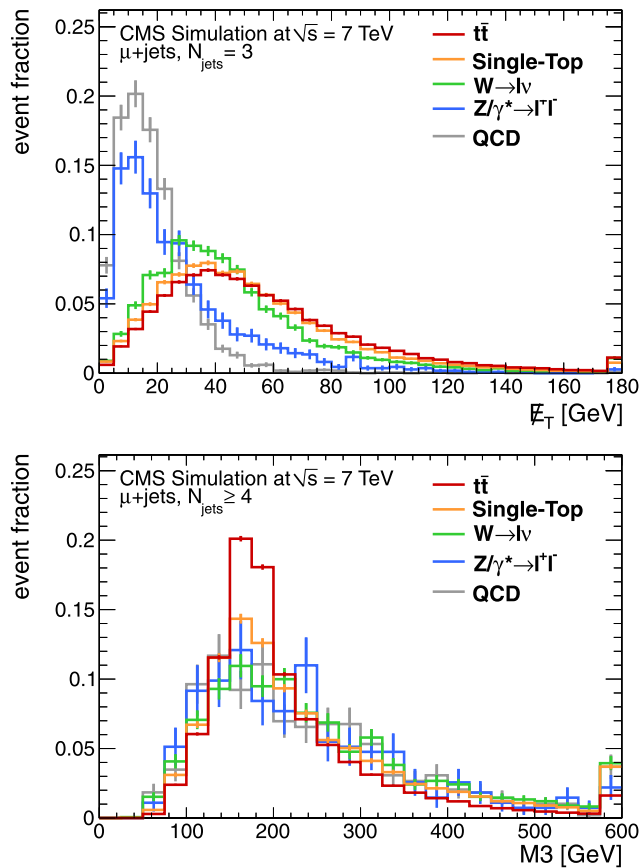 CMS Simulation at √s = 7 TeV
μ+jets, N_jets = 3
tt̄
Single-Top
W→lν
Z/γ*→l⁺l⁻
QCD
event fraction
0.25
0.2
0.15
0.1
0.05
0
0 20 40 60 80 100 120 140 160 180
E̸_T [GeV]
CMS Simulation at √s = 7 TeV
μ+jets, N_jets ≥ 4
tt̄
Single-Top
W→lν
Z/γ*→l⁺l⁻
QCD
event fraction
0.25
0.2
0.15
0.1
0.05
0
0 100 200 300 400 500 600
M3 [GeV]